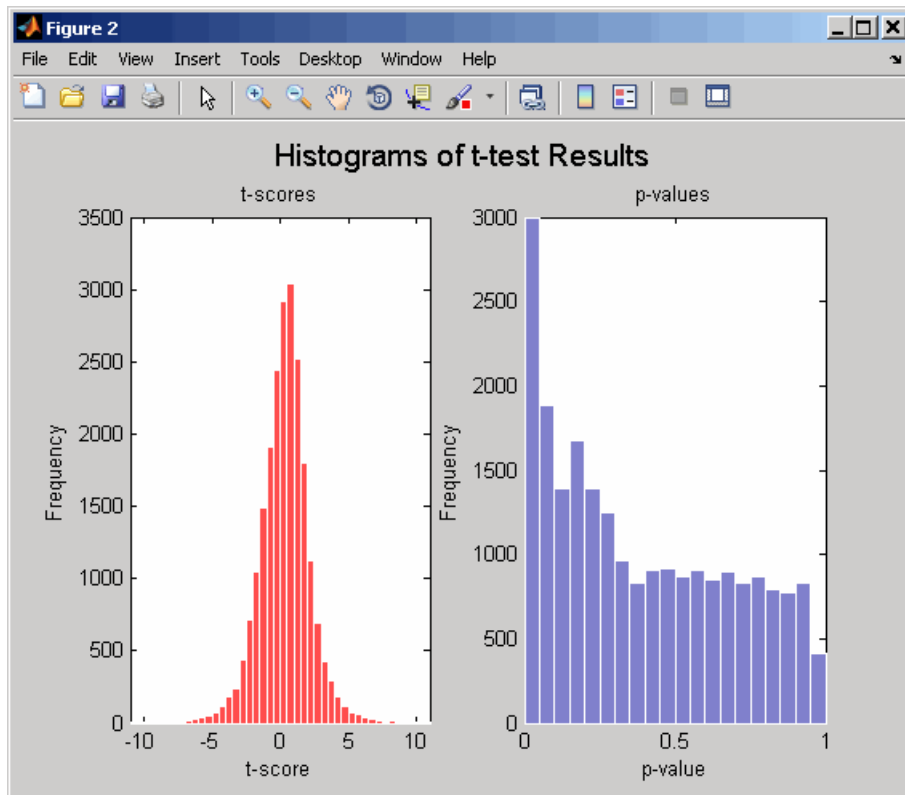 Figure 2
File Edit View Insert Tools Desktop Window Help
Histograms of t-test Results
t-scores
3500
3000
2500
2000
1500
1000
500
0
Frequency
-10 -5 0 5 10
t-score
p-values
3000
2500
2000
1500
1000
500
0
Frequency
0 0.5 1
p-value